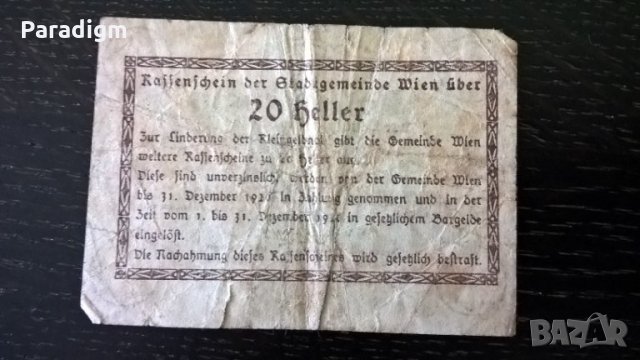 Paradigm
Kassenschein der Stadtgemeinde Wien über
20 Heller
Zur Linderung der Kleingeldnot gibt die Gemeinde Wien
weitere Kassenscheine zu 20 Heller aus.
Diese sind unverzinslich, werden von der Gemeinde Wien
bis 31. Dezember in Zahlung genommen und in der
Zeit vom 1. bis 31. Dezember in gesetzlichem Bargelde
eingelöst.
Die Nachahmung dieses Kassenscheines wird gesetzlich bestraft.
BAZAR
bg